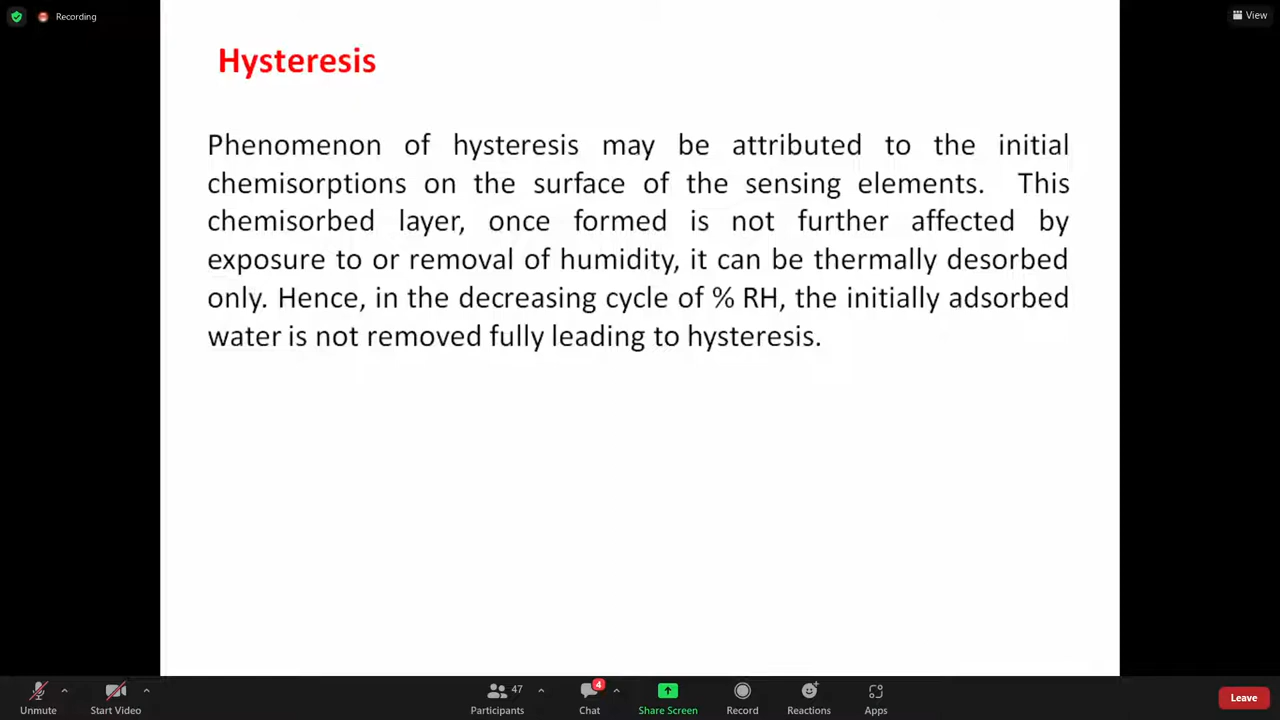 Recording
View
Hysteresis
Phenomenon of hysteresis may be attributed to the initial
chemisorptions on the surface of the sensing elements. This
chemisorbed layer, once formed is not further affected by
exposure to or removal of humidity, it can be thermally desorbed
only. Hence, in the decreasing cycle of % RH, the initially adsorbed
water is not removed fully leading to hysteresis.
47
4
Unmute
Start Video
Participants
Chat
Share Screen
Record
Reactions
Apps
Leave